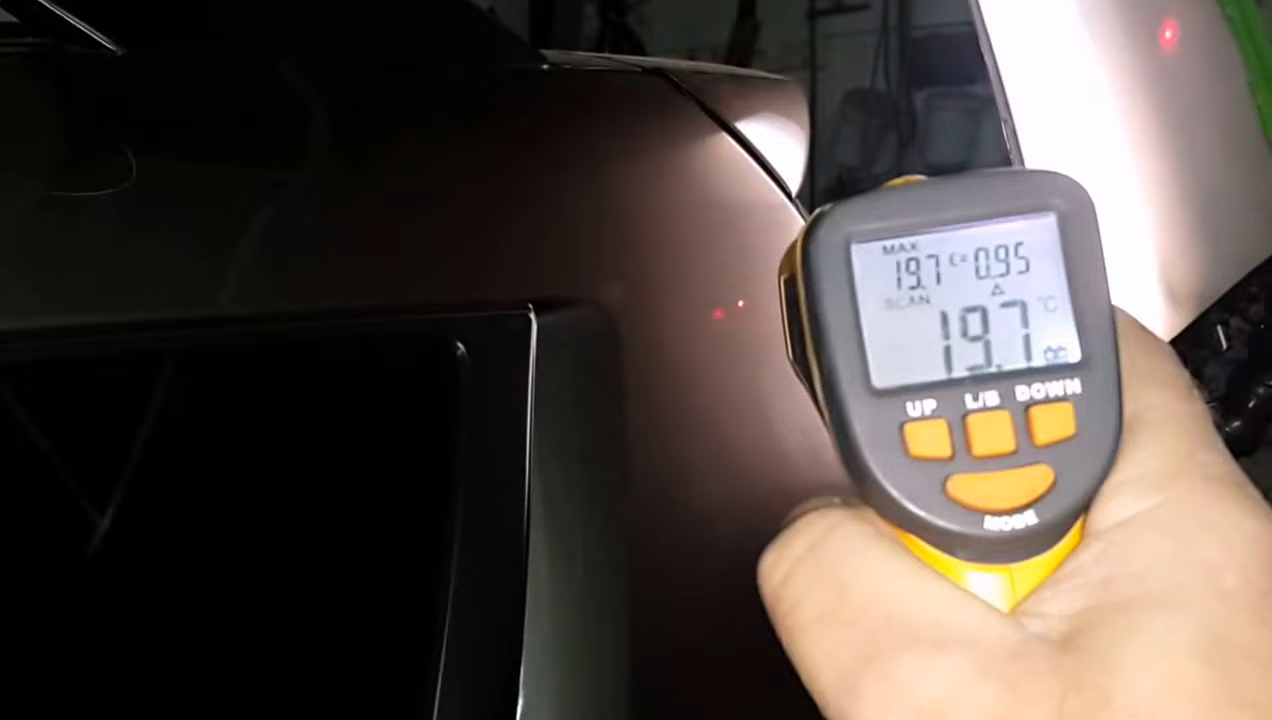 MAX
19.7 ε= 0.95
SCAN
19.7 °C
UP L/B DOWN
MODE